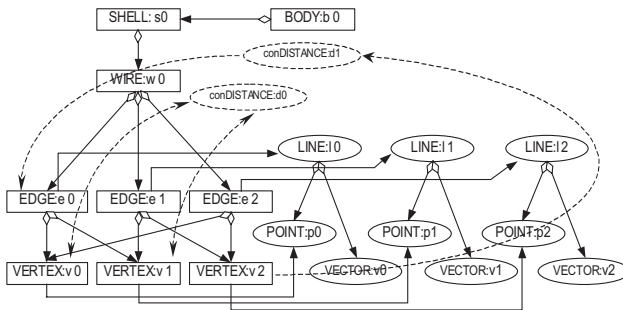 SHELL: s0
BODY:b 0
conDISTANCE:d1
WIRE:w 0
conDISTANCE:d0
LINE:l 0
LINE:l 1
LINE:l 2
EDGE:e 0
EDGE:e 1
EDGE:e 2
POINT:p0
POINT:p1
POINT:p2
VERTEX:v 0
VERTEX:v 1
VERTEX:v 2
VECTOR:v0
VECTOR:v1
VECTOR:v2